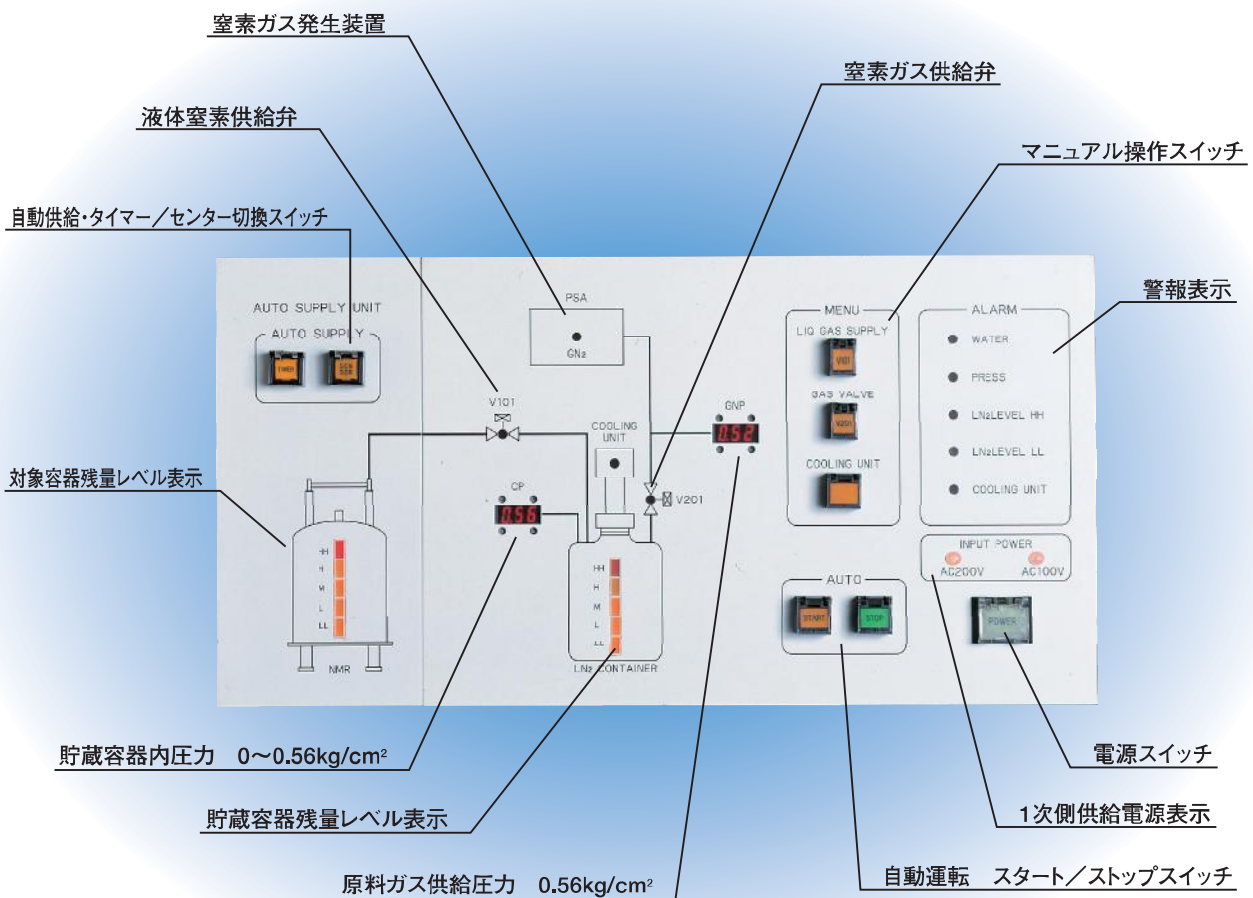 窒素ガス発生装置
窒素ガス供給弁
液体窒素供給弁
マニュアル操作スイッチ
自動供給・タイマー／センター切換スイッチ
警報表示
対象容器残量レベル表示
AUTO SUPPLY UNIT
AUTO SUPPLY
TIMER
SEN
SOR
HH
H
M
L
LL
NMR
PSA
GN₂
V101
COOLING
UNIT
GNP
0.52
V201
CP
0.56
HH
H
M
L
LL
LN₂ CONTAINER
MENU
LIQ GAS SUPPLY
V101
GAS VALVE
V201
COOLING UNIT
ALARM
WATER
PRESS
LN₂LEVEL HH
LN₂LEVEL LL
COOLING UNIT
INPUT POWER
AC200V AC100V
AUTO
START
STOP
POWER
貯蔵容器内圧力　0〜0.56kg/cm²
電源スイッチ
貯蔵容器残量レベル表示
1次側供給電源表示
原料ガス供給圧力　0.56kg/cm²
自動運転　スタート／ストップスイッチ